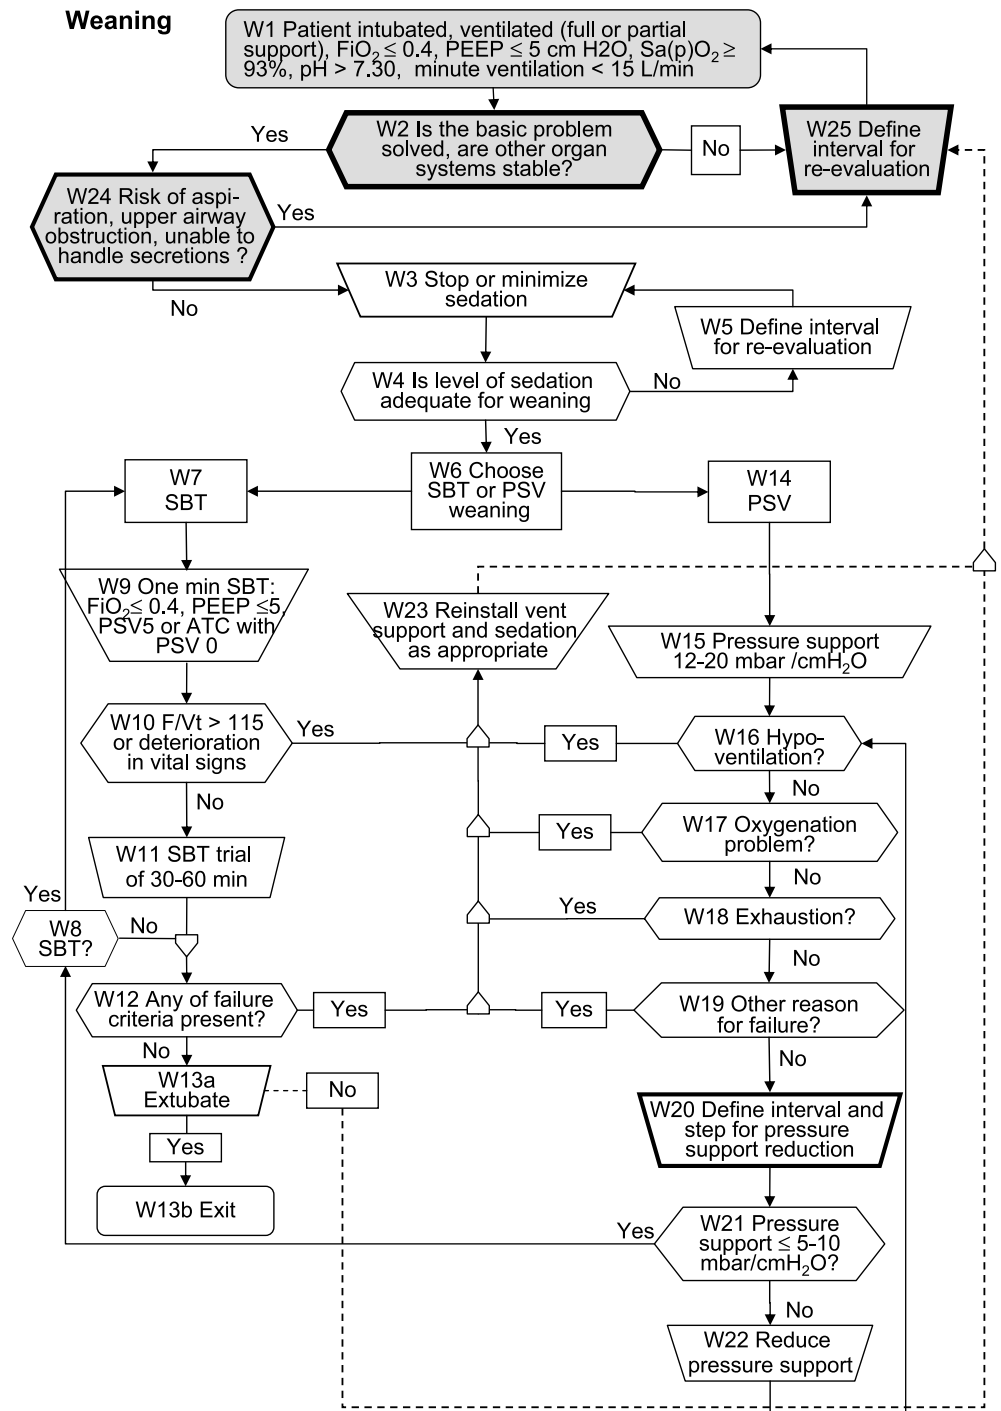 Weaning
W1 Patient intubated, ventilated (full or partial
support), FiO₂ ≤ 0.4, PEEP ≤ 5 cm H2O, Sa(p)O₂ ≥
93%, pH > 7.30, minute ventilation < 15 L/min
Yes
W2 Is the basic problem
solved, are other organ
systems stable?
No
W25 Define
interval for
re-evaluation
W24 Risk of aspi-
ration, upper airway
obstruction, unable to
handle secretions ?
Yes
No
W3 Stop or minimize
sedation
W5 Define interval
for re-evaluation
W4 Is level of sedation
adequate for weaning
No
Yes
W7
SBT
W6 Choose
SBT or PSV
weaning
W14
PSV
W9 One min SBT:
FiO₂≤ 0.4, PEEP ≤5,
PSV5 or ATC with
PSV 0
W23 Reinstall vent
support and sedation
as appropriate
W15 Pressure support
12-20 mbar /cmH₂O
W10 F/Vt > 115
or deterioration
in vital signs
Yes
Yes
W16 Hypo-
ventilation?
No
No
W17 Oxygenation
problem?
Yes
No
W11 SBT trial
of 30-60 min
Yes
W8
SBT?
No
Yes
W18 Exhaustion?
No
W12 Any of failure
criteria present?
Yes
Yes
W19 Other reason
for failure?
No
No
W13a
Extubate
No
W20 Define interval and
step for pressure
support reduction
Yes
W13b Exit
Yes
W21 Pressure
support ≤ 5-10
mbar/cmH₂O?
No
W22 Reduce
pressure support